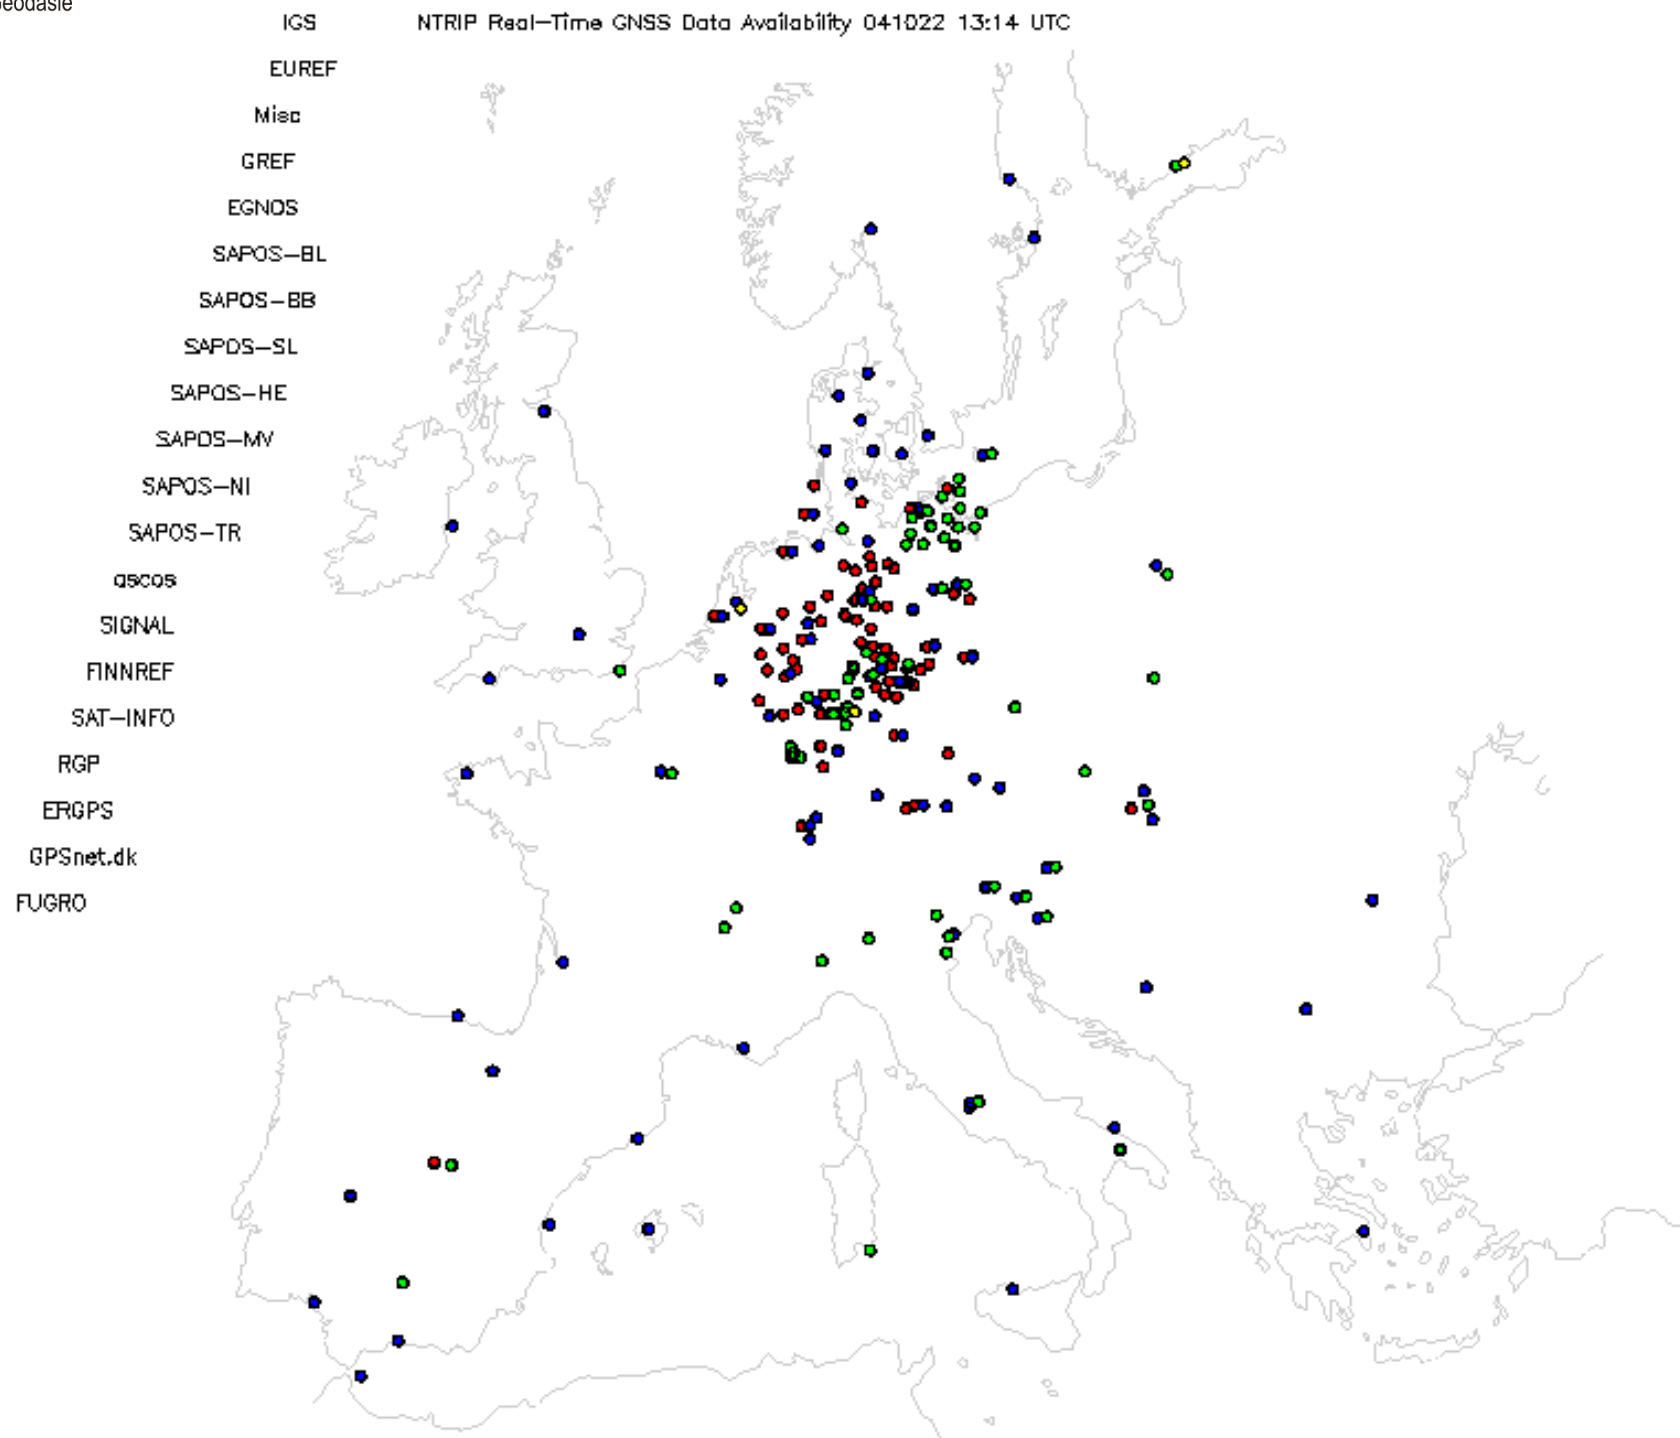 IGS NTRIP Real-Time GNSS Data Availability 041022 13:14 UTC
EUREF
Misc
GREF
EGNOS
SAPOS-BL
SAPOS-BB
SAPOS-SL
SAPOS-HE
SAPOS-MV
SAPOS-NI
SAPOS-TR
ascos
SIGNAL
FINNREF
SAT-INFO
RGP
ERGPS
GPSnet.dk
FUGRO